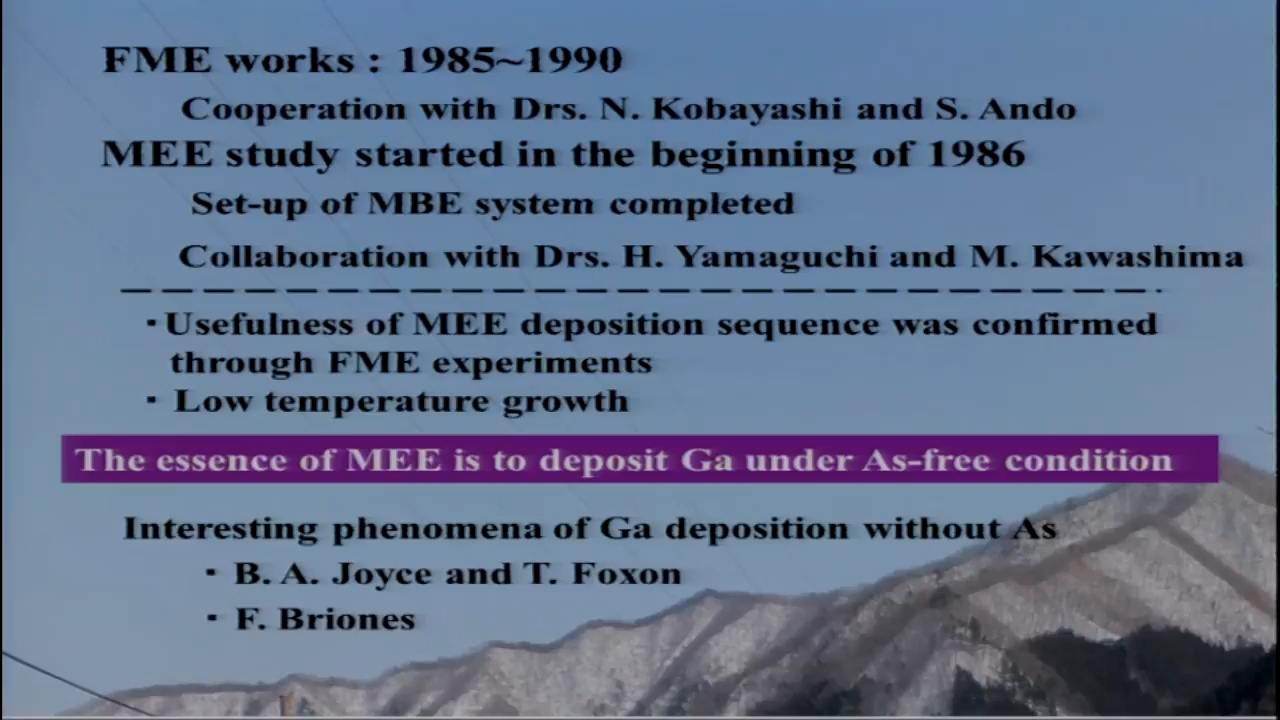 FME works : 1985~1990
Cooperation with Drs. N. Kobayashi and S. Ando
MEE study started in the beginning of 1986
Set-up of MBE system completed
Collaboration with Drs. H. Yamaguchi and M. Kawashima
・Usefulness of MEE deposition sequence was confirmed
through FME experiments
・ Low temperature growth
The essence of MEE is to deposit Ga under As-free condition
Interesting phenomena of Ga deposition without As
・ B. A. Joyce and T. Foxon
・ F. Briones